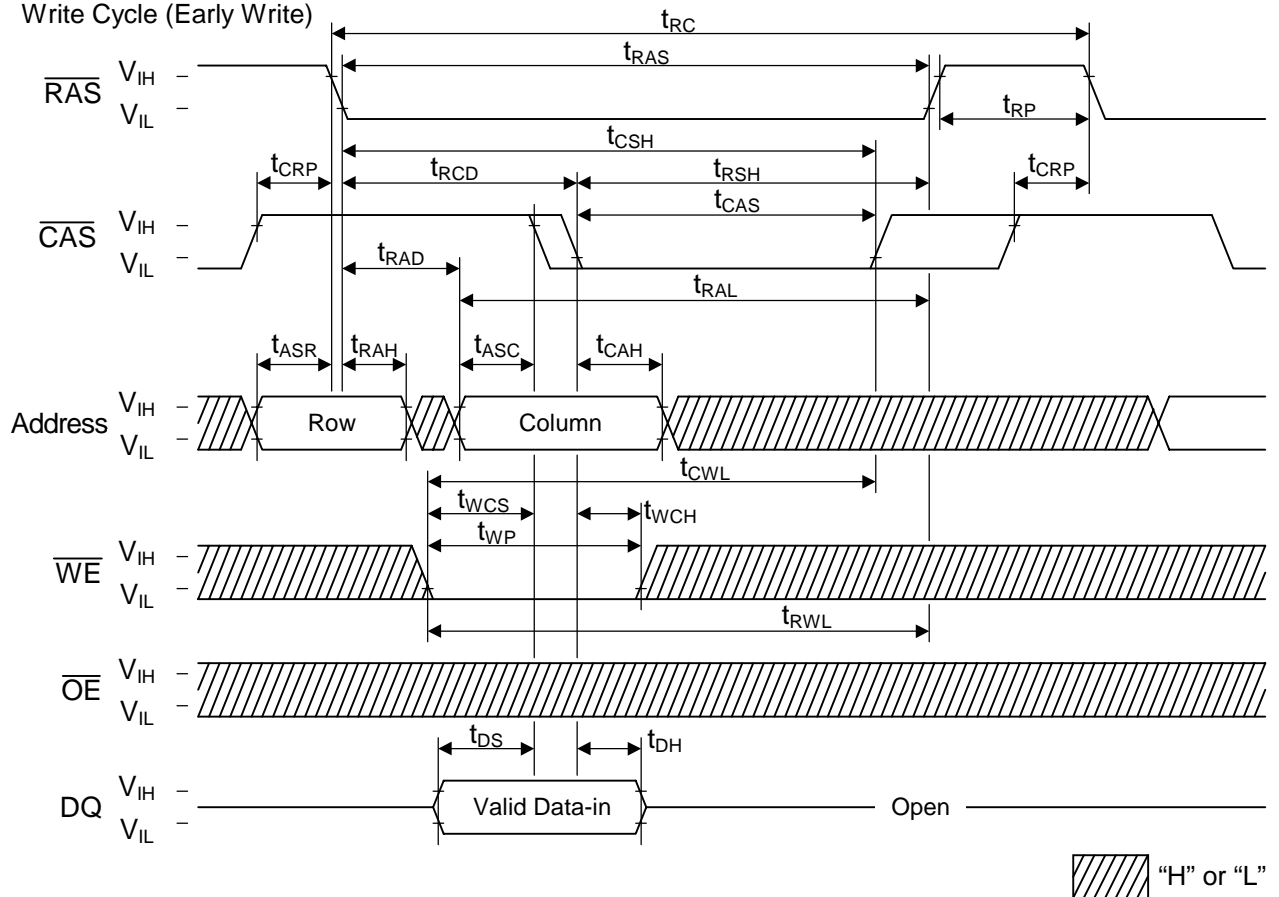 Write Cycle (Early Write)
tRC
tRAS
RAS
VIH
VIL
tRP
tCSH
tCRP
tRCD
tRSH
tCRP
tCAS
CAS
VIH
VIL
tRAD
tRAL
tASR
tRAH
tASC
tCAH
Address
VIH
VIL
Row
Column
tCWL
tWCS
tWCH
tWP
WE
VIH
VIL
tRWL
OE
VIH
VIL
tDS
tDH
DQ
VIH
VIL
Valid Data-in
Open
“H” or “L”